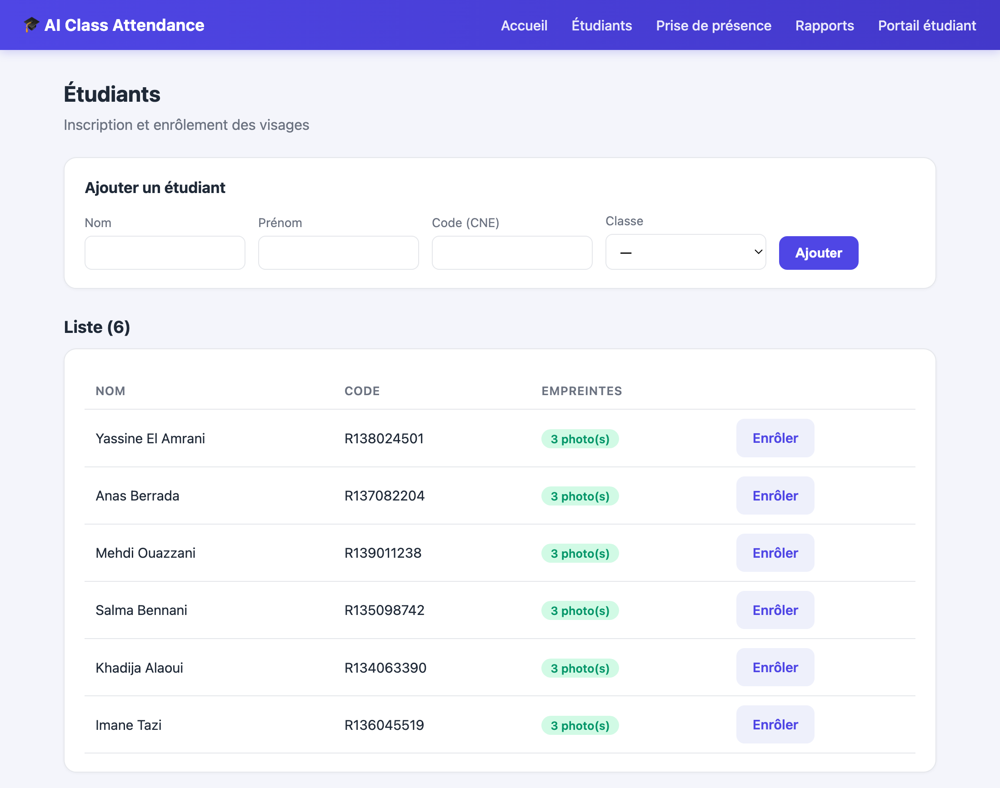 🎓 AI Class Attendance Accueil Étudiants Prise de présence Rapports Portail étudiant
Étudiants
Inscription et enrôlement des visages
Ajouter un étudiant
Nom Prénom Code (CNE) Classe
— Ajouter
Liste (6)
NOM CODE EMPREINTES
Yassine El Amrani R138024501 3 photo(s) Enrôler
Anas Berrada R137082204 3 photo(s) Enrôler
Mehdi Ouazzani R139011238 3 photo(s) Enrôler
Salma Bennani R135098742 3 photo(s) Enrôler
Khadija Alaoui R134063390 3 photo(s) Enrôler
Imane Tazi R136045519 3 photo(s) Enrôler